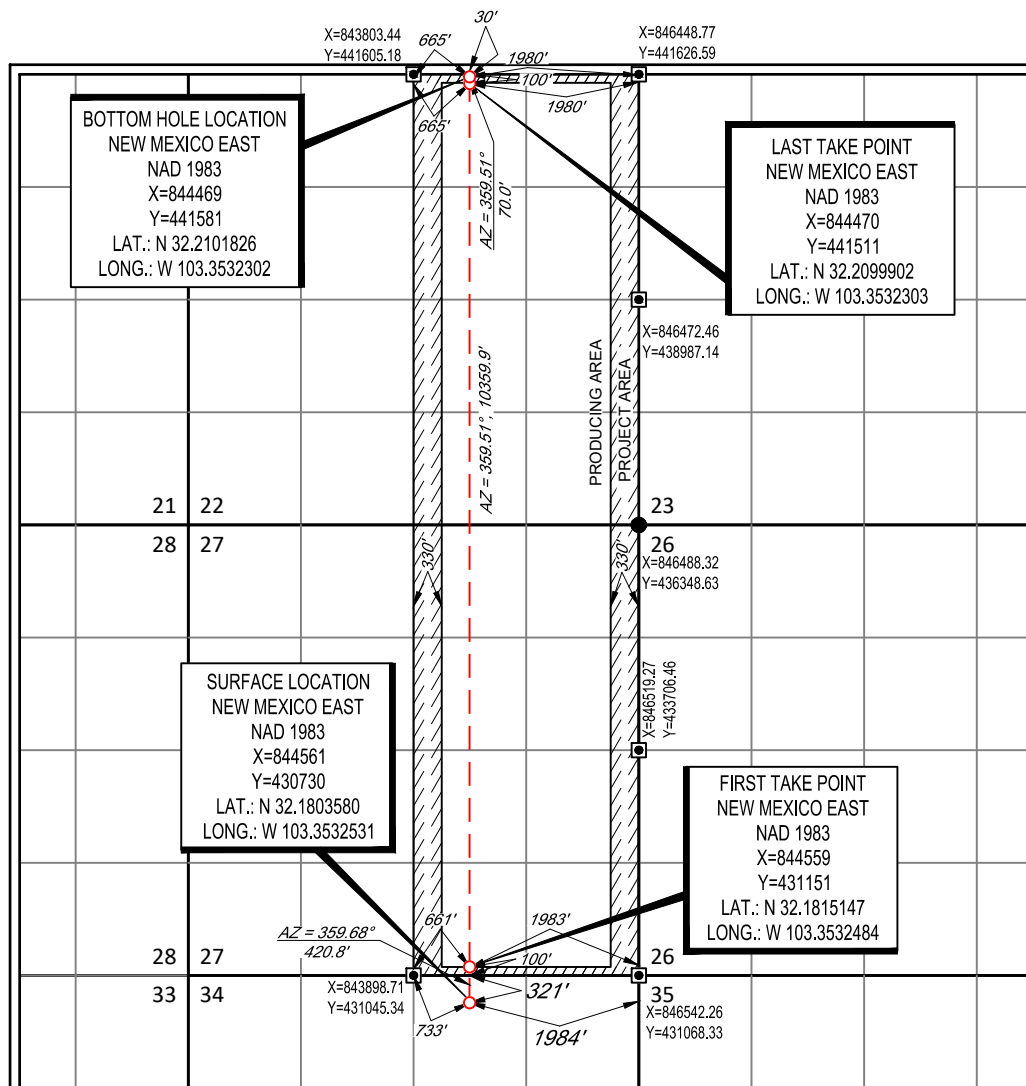 X=843803.44
Y=441605.18
665'
30'
1980'
X=846448.77
Y=441626.59
100'
1980'
665'
BOTTOM HOLE LOCATION
NEW MEXICO EAST
NAD 1983
X=844469
Y=441581
LAT.: N 32.2101826
LONG.: W 103.3532302
AZ = 359.51°
70.0'
LAST TAKE POINT
NEW MEXICO EAST
NAD 1983
X=844470
Y=441511
LAT.: N 32.2099902
LONG.: W 103.3532303
X=846472.46
Y=438987.14
AZ = 359.51°, 10359.9'
PRODUCING AREA
PROJECT AREA
21 22
28 27
23
26
330'
330'
X=846488.32
Y=436348.63
X=846519.27
Y=433706.46
SURFACE LOCATION
NEW MEXICO EAST
NAD 1983
X=844561
Y=430730
LAT.: N 32.1803580
LONG.: W 103.3532531
FIRST TAKE POINT
NEW MEXICO EAST
NAD 1983
X=844559
Y=431151
LAT.: N 32.1815147
LONG.: W 103.3532484
AZ = 359.68°
420.8'
661'
1983'
100'
28 27
33 34
26
35
321'
X=843898.71
Y=431045.34
733'
1984'
X=846542.26
Y=431068.33